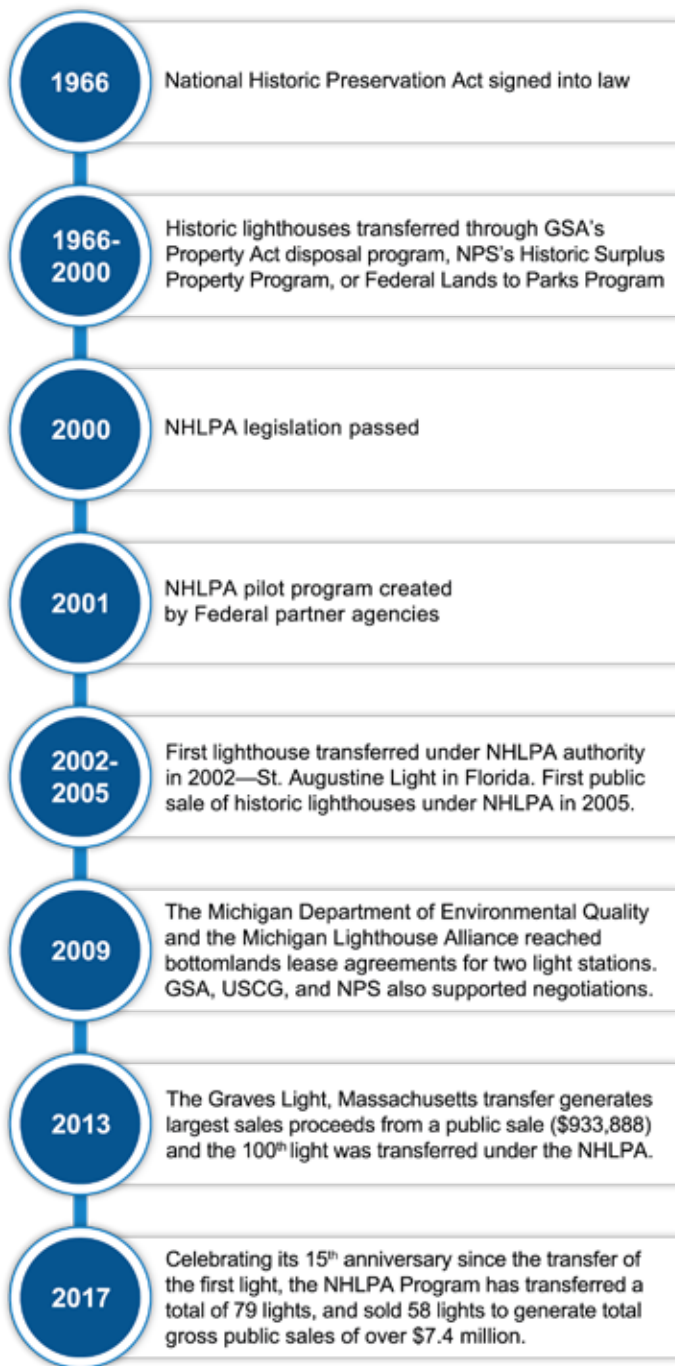 1966
National Historic Preservation Act signed into law
1966-
2000
Historic lighthouses transferred through GSA's
Property Act disposal program, NPS's Historic Surplus
Property Program, or Federal Lands to Parks Program
2000
NHLPA legislation passed
2001
NHLPA pilot program created
by Federal partner agencies
2002-
2005
First lighthouse transferred under NHLPA authority
in 2002—St. Augustine Light in Florida. First public
sale of historic lighthouses under NHLPA in 2005.
2009
The Michigan Department of Environmental Quality
and the Michigan Lighthouse Alliance reached
bottomlands lease agreements for two light stations.
GSA, USCG, and NPS also supported negotiations.
2013
The Graves Light, Massachusetts transfer generates
largest sales proceeds from a public sale ($933,888)
and the 100th light was transferred under the NHLPA.
2017
Celebrating its 15th anniversary since the transfer of
the first light, the NHLPA Program has transferred a
total of 79 lights, and sold 58 lights to generate total
gross public sales of over $7.4 million.